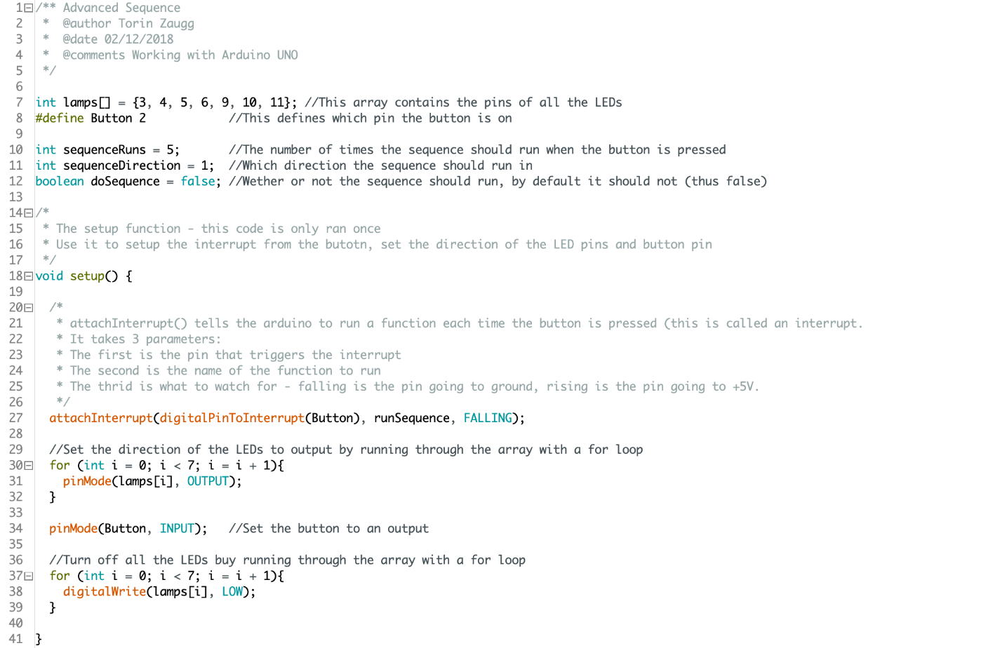 1 /** Advanced Sequence
2  *  @author Torin Zaugg
3  *  @date 02/12/2018
4  *  @comments Working with Arduino UNO
5  */
6
7 int lamps[] = {3, 4, 5, 6, 9, 10, 11}; //This array contains the pins of all the LEDs
8 #define Button 2            //This defines which pin the button is on
9
10 int sequenceRuns = 5;       //The number of times the sequence should run when the button is pressed
11 int sequenceDirection = 1;  //Which direction the sequence should run in
12 boolean doSequence = false; //Wether or not the sequence should run, by default it should not (thus false)
13
14 /*
15  * The setup function - this code is only ran once
16  * Use it to setup the interrupt from the butotn, set the direction of the LED pins and button pin
17  */
18 void setup() {
19
20   /*
21    * attachInterrupt() tells the arduino to run a function each time the button is pressed (this is called an interrupt.
22    * It takes 3 parameters:
23    * The first is the pin that triggers the interrupt
24    * The second is the name of the function to run
25    * The thrid is what to watch for - falling is the pin going to ground, rising is the pin going to +5V.
26    */
27   attachInterrupt(digitalPinToInterrupt(Button), runSequence, FALLING);
28
29   //Set the direction of the LEDs to output by running through the array with a for loop
30   for (int i = 0; i < 7; i = i + 1){
31     pinMode(lamps[i], OUTPUT);
32   }
33
34   pinMode(Button, INPUT);   //Set the button to an output
35
36   //Turn off all the LEDs buy running through the array with a for loop
37   for (int i = 0; i < 7; i = i + 1){
38     digitalWrite(lamps[i], LOW);
39   }
40
41 }